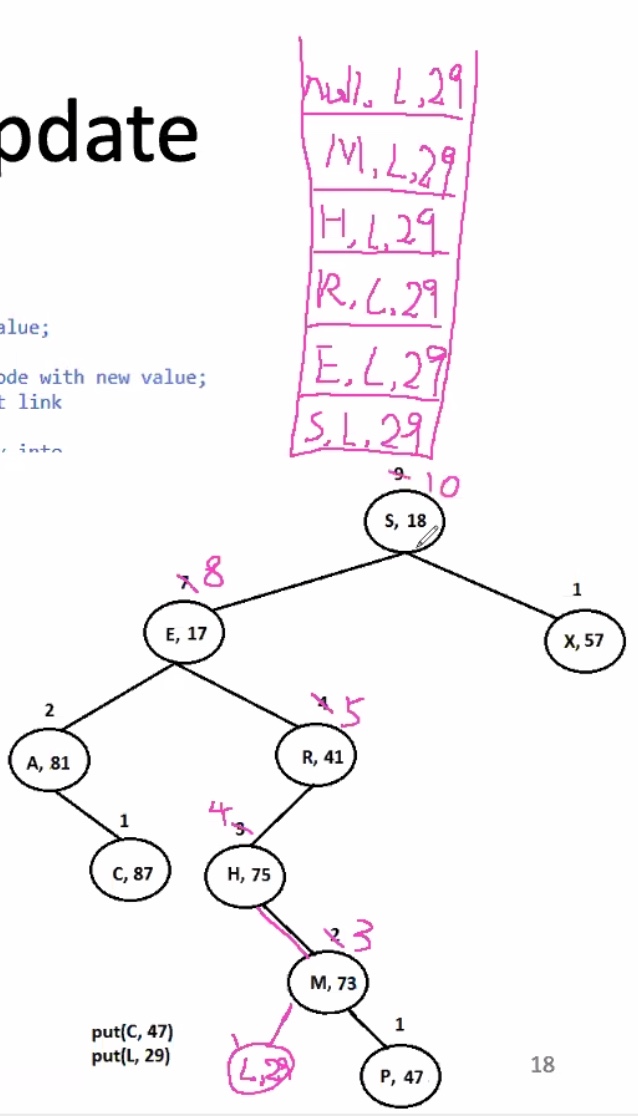 null, L,29
pdate
M, L,29
H, L, 29
R, L, 29
alue;
E, L, 29
ode with new value;
t link
S, L, 29
y into
9 10
S, 18
7 8
1
E, 17
X, 57
2
4 5
A, 81
R, 41
1
4 3
C, 87
H, 75
2 3
M, 73
put(C, 47)
1
put(L, 29)
1
L,29
P, 47
18